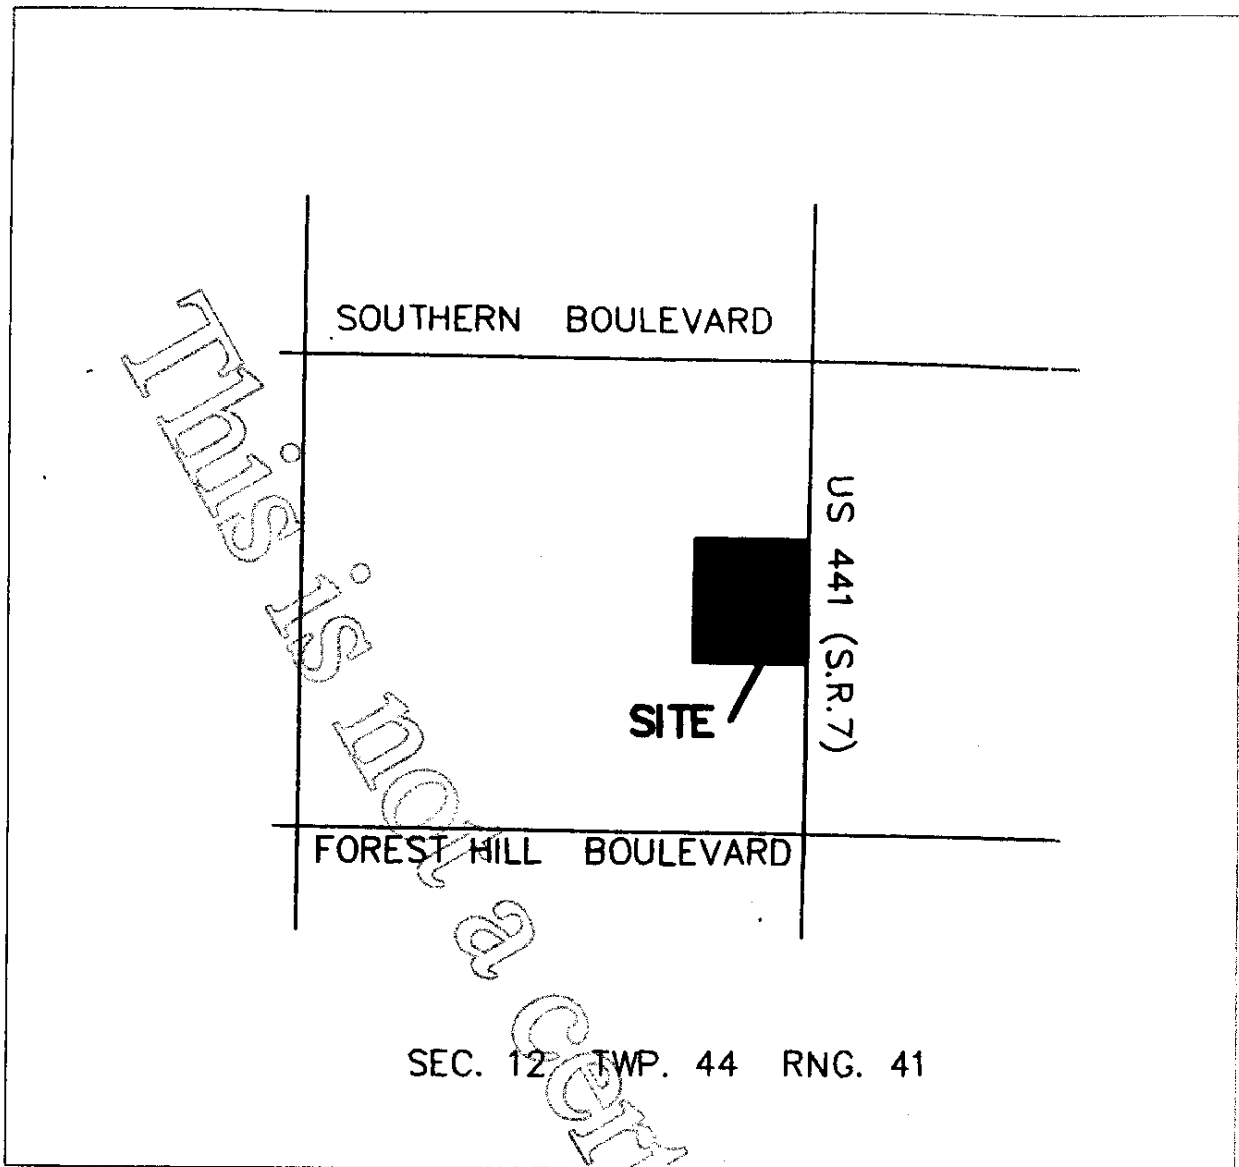 SOUTHERN BOULEVARD
US 441 (S.R.7)
SITE
FOREST HILL BOULEVARD
SEC. 12 TWP. 44 RNG. 41
This is not a cer